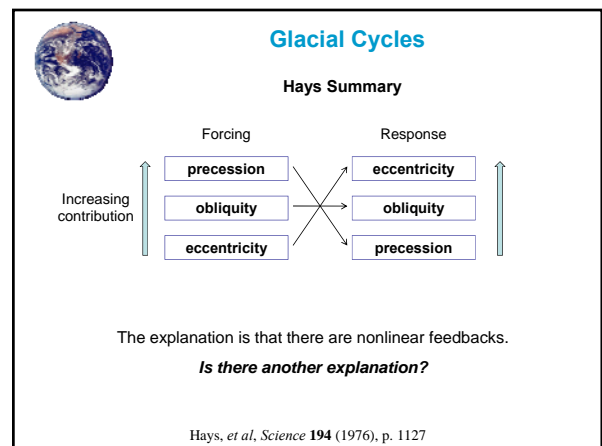 Glacial Cycles
Hays Summary
Forcing
Response
precession
eccentricity
Increasing
contribution
obliquity
obliquity
eccentricity
precession
The explanation is that there are nonlinear feedbacks.
Is there another explanation?
Hays, et al, Science 194 (1976), p. 1127